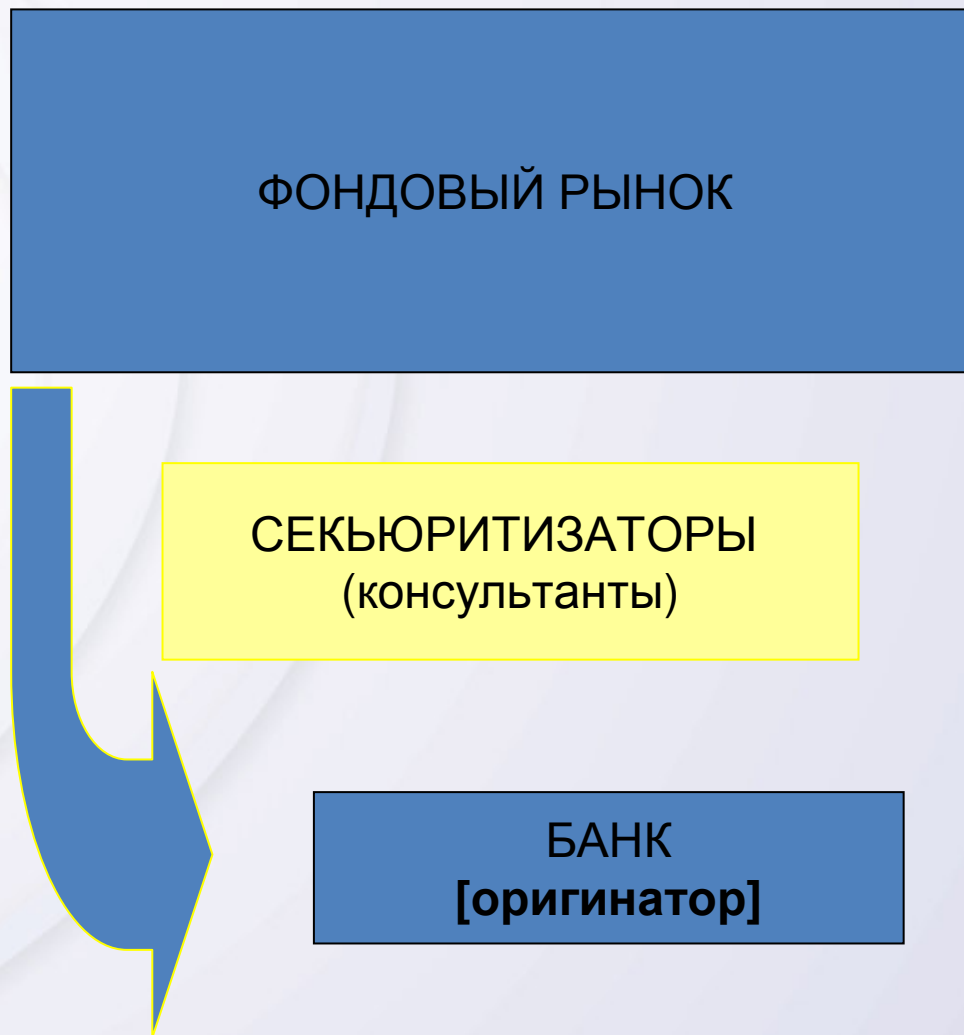 ФОНДОВЫЙ РЫНОК
СЕКЬЮРИТИЗАТОРЫ
(консультанты)
БАНК
[оригинатор]